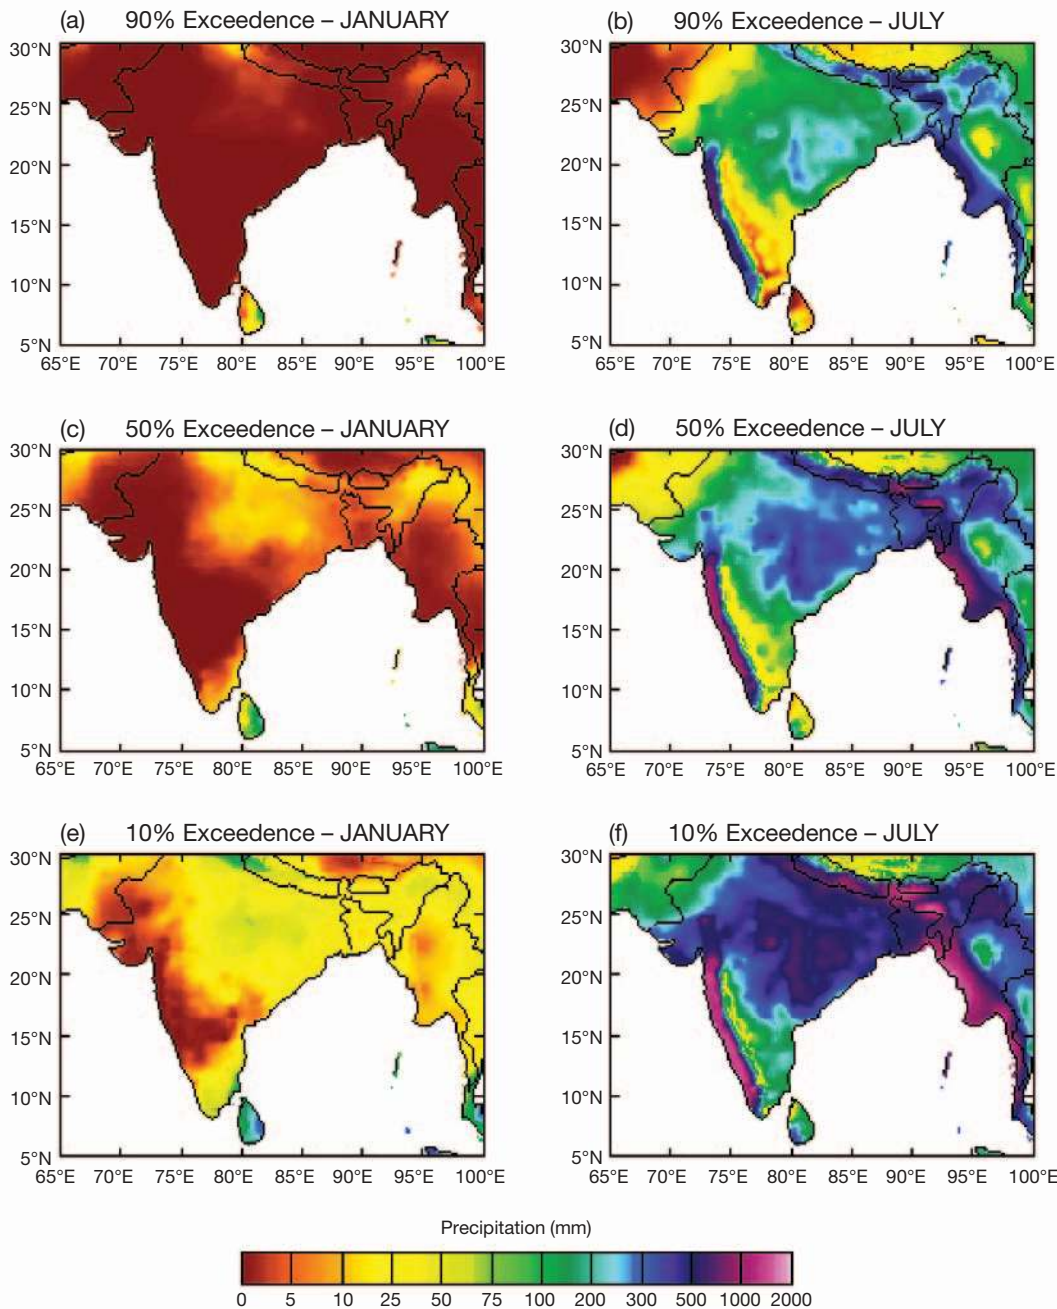 (a) 90% Exceedence – JANUARY
(b) 90% Exceedence – JULY
30°N
25°N
20°N
15°N
10°N
5°N
65°E 70°E 75°E 80°E 85°E 90°E 95°E 100°E
30°N
25°N
20°N
15°N
10°N
5°N
65°E 70°E 75°E 80°E 85°E 90°E 95°E 100°E
(c) 50% Exceedence – JANUARY
(d) 50% Exceedence – JULY
30°N
25°N
20°N
15°N
10°N
5°N
65°E 70°E 75°E 80°E 85°E 90°E 95°E 100°E
30°N
25°N
20°N
15°N
10°N
5°N
65°E 70°E 75°E 80°E 85°E 90°E 95°E 100°E
(e) 10% Exceedence – JANUARY
(f) 10% Exceedence – JULY
30°N
25°N
20°N
15°N
10°N
5°N
65°E 70°E 75°E 80°E 85°E 90°E 95°E 100°E
30°N
25°N
20°N
15°N
10°N
5°N
65°E 70°E 75°E 80°E 85°E 90°E 95°E 100°E
Precipitation (mm)
0 5 10 25 50 75 100 200 300 500 1000 2000